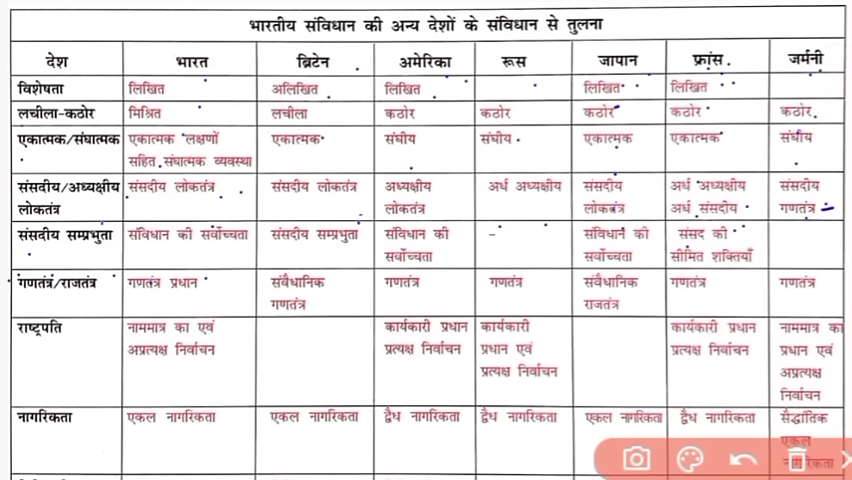 भारतीय संविधान की अन्य देशों के संविधान से तुलना
देश भारत ब्रिटेन अमेरिका रूस जापान फ्रांस जर्मनी
विशेषता लिखित अलिखित लिखित लिखित लिखित
लचीला-कठोर मिश्रित लचीला कठोर कठोर कठोर कठोर कठोर
एकात्मक/संघात्मक एकात्मक लक्षणों एकात्मक संघीय संघीय एकात्मक एकात्मक संघीय
सहित संघात्मक व्यवस्था
संसदीय/अध्यक्षीय संसदीय लोकतंत्र संसदीय लोकतंत्र अध्यक्षीय अर्ध अध्यक्षीय संसदीय अर्ध अध्यक्षीय संसदीय
लोकतंत्र लोकतंत्र लोकतंत्र अर्ध संसदीय गणतंत्र
संसदीय सम्प्रभुता संविधान की सर्वोच्चता संसदीय सम्प्रभुता संविधान की - संविधान की संसद की
सर्वोच्चता सर्वोच्चता सीमित शक्तियाँ
गणतंत्र/राजतंत्र गणतंत्र प्रधान संवैधानिक गणतंत्र गणतंत्र संवैधानिक गणतंत्र गणतंत्र
गणतंत्र राजतंत्र
राष्ट्रपति नाममात्र का एवं कार्यकारी प्रधान कार्यकारी कार्यकारी प्रधान नाममात्र का
अप्रत्यक्ष निर्वाचन प्रत्यक्ष निर्वाचन प्रधान एवं प्रत्यक्ष निर्वाचन प्रधान एवं
प्रत्यक्ष निर्वाचन अप्रत्यक्ष
निर्वाचन
नागरिकता एकल नागरिकता एकल नागरिकता द्वैध नागरिकता द्वैध नागरिकता एकल नागरिकता द्वैध नागरिकता सैद्धांतिक
एकल
नागरिकता